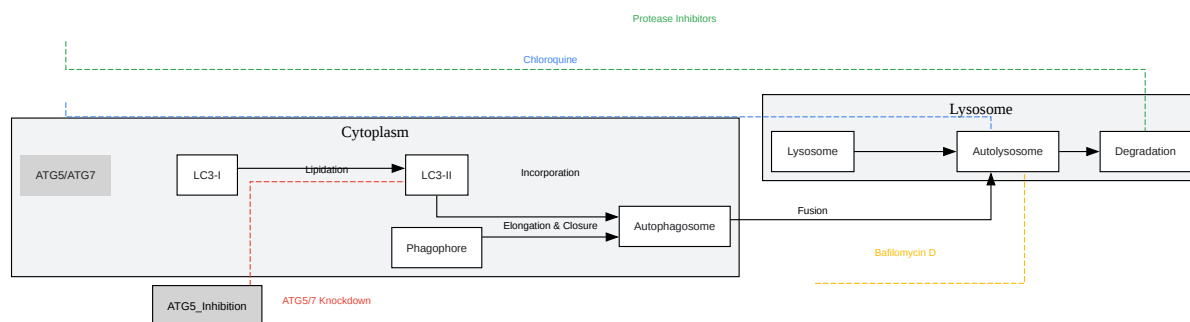 Protease Inhibitors
Chloroquine
Lysosome
Cytoplasm
Lysosome
Autolysosome
Degradation
ATG5/ATG7
LC3-I
Lipidation
LC3-II
Incorporation
Fusion
Elongation & Closure
Autophagosome
Phagophore
Bafilomycin D
ATG5_Inhibition
ATG5/7 Knockdown